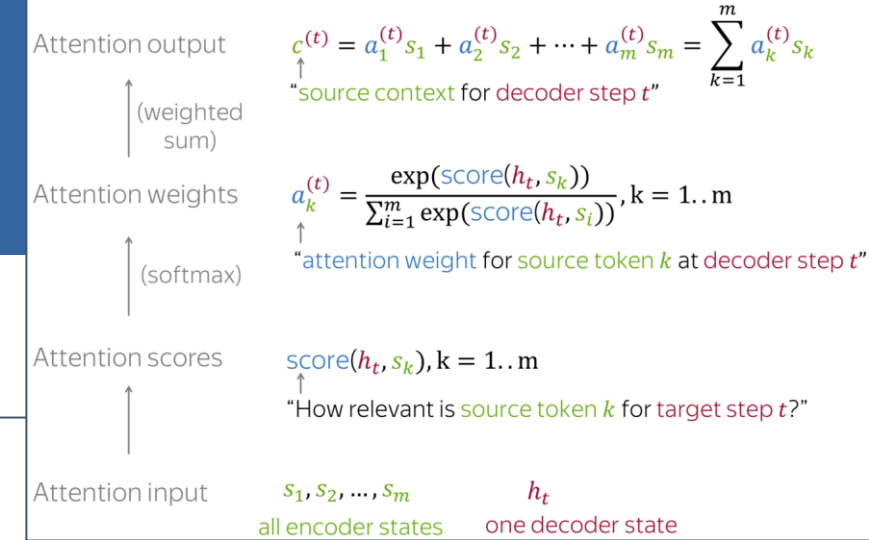 Attention output c^(t) = a_1^(t) s_1 + a_2^(t) s_2 + ⋯ + a_m^(t) s_m = ∑_{k=1}^{m} a_k^(t) s_k
“source context for decoder step t”
(weighted
sum)
Attention weights a_k^(t) = exp(score(h_t, s_k)) / ∑_{i=1}^{m} exp(score(h_t, s_i)), k = 1..m
“attention weight for source token k at decoder step t”
(softmax)
Attention scores score(h_t, s_k), k = 1..m
“How relevant is source token k for target step t?”
Attention input s_1, s_2, …, s_m h_t
all encoder states one decoder state